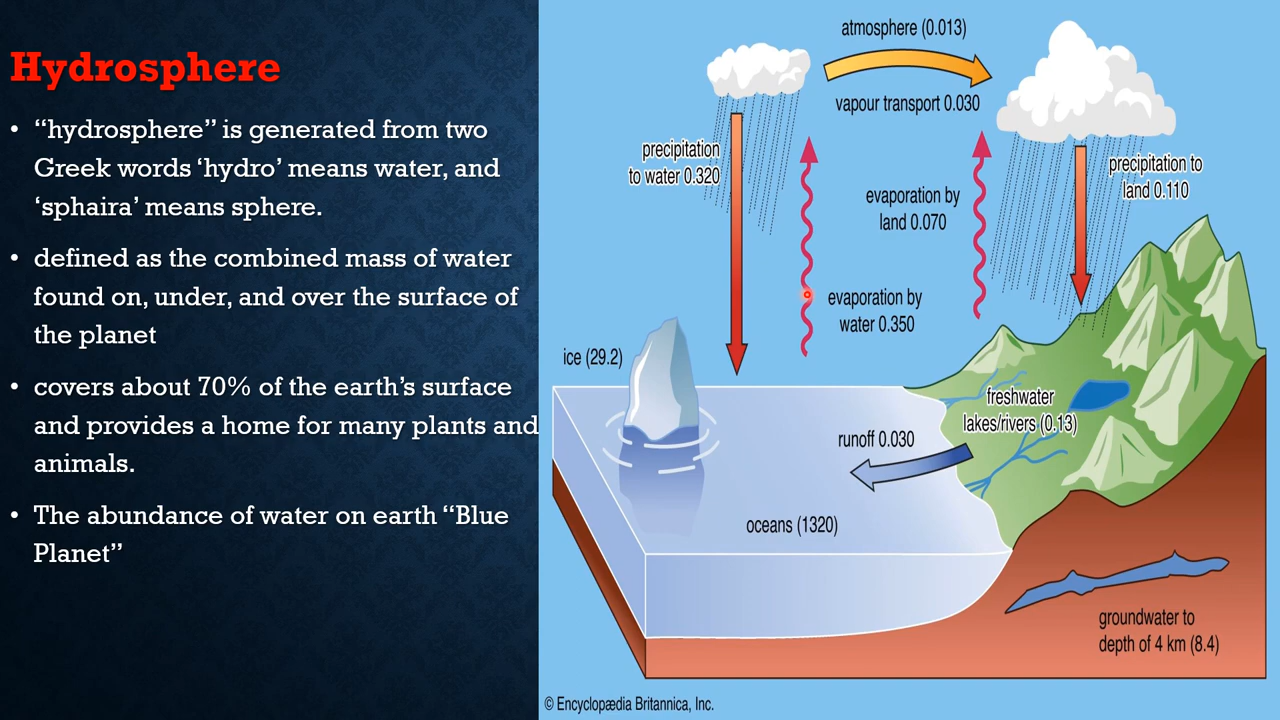 Hydrosphere
• “hydrosphere” is generated from two
Greek words ‘hydro’ means water, and
‘sphaira’ means sphere.
• defined as the combined mass of water
found on, under, and over the surface of
the planet
• covers about 70% of the earth’s surface
and provides a home for many plants and
animals.
• The abundance of water on earth “Blue
Planet”
atmosphere (0.013)
vapour transport 0.030
precipitation
to water 0.320
precipitation to
land 0.110
evaporation by
land 0.070
evaporation by
water 0.350
ice (29.2)
freshwater
lakes/rivers (0.13)
runoff 0.030
oceans (1320)
groundwater to
depth of 4 km (8.4)
© Encyclopædia Britannica, Inc.